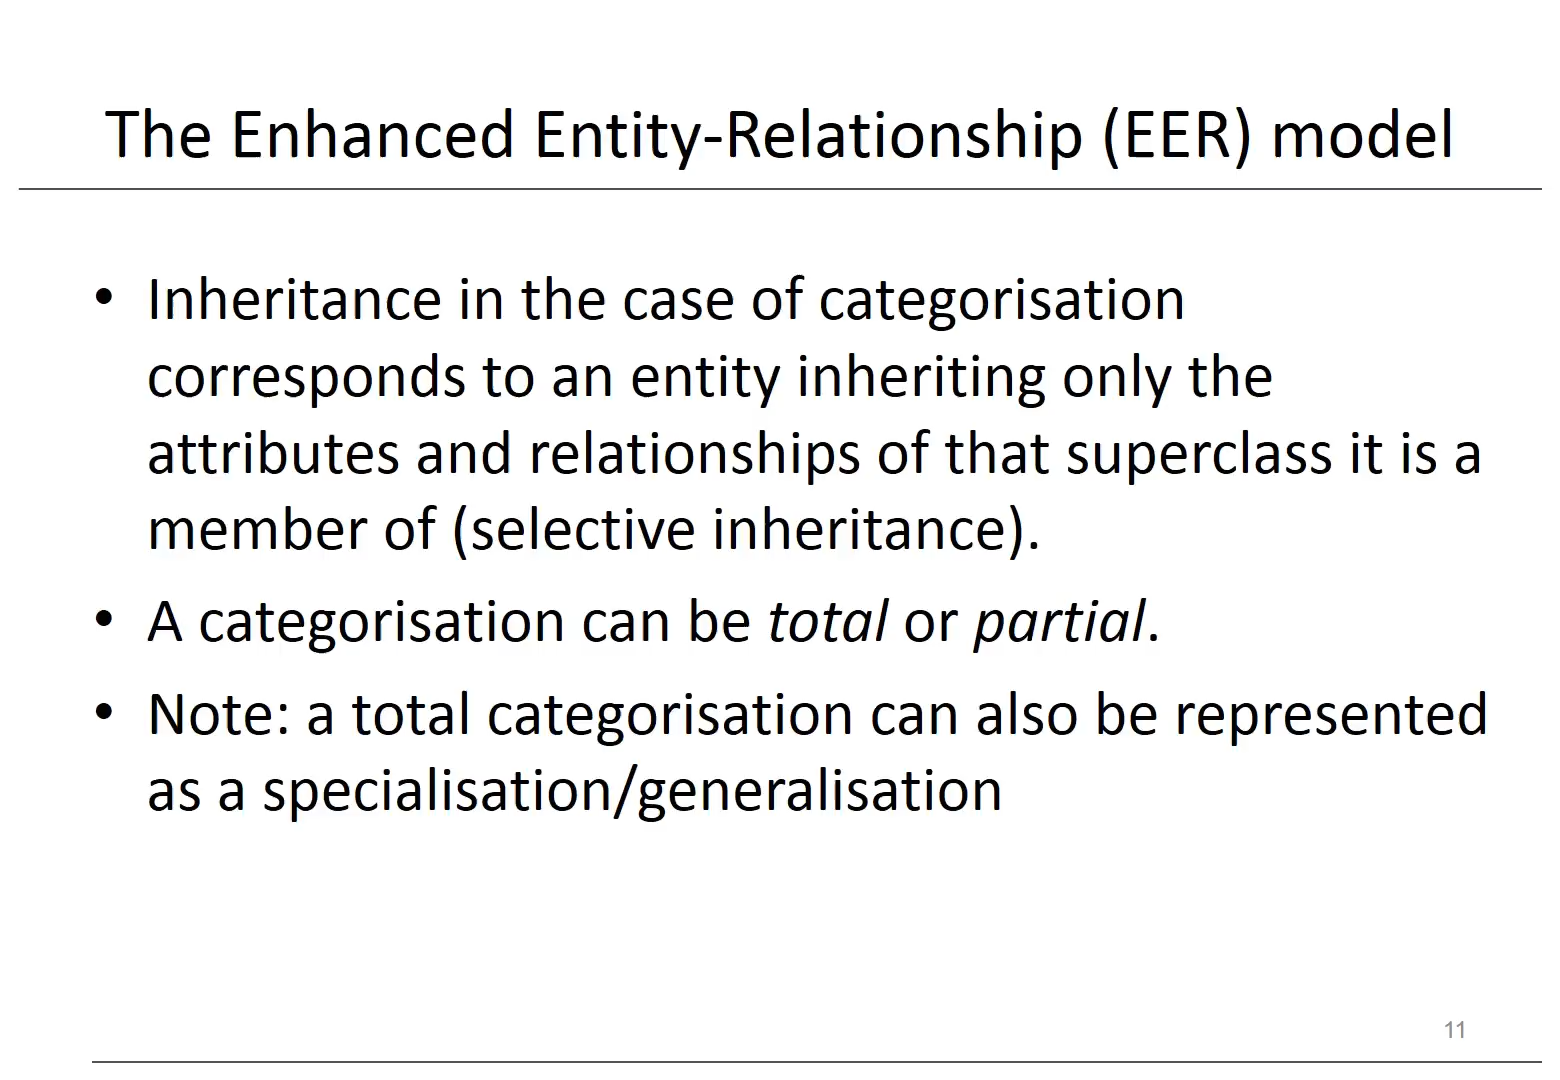 The Enhanced Entity-Relationship (EER) model
• Inheritance in the case of categorisation
corresponds to an entity inheriting only the
attributes and relationships of that superclass it is a
member of (selective inheritance).
• A categorisation can be total or partial.
• Note: a total categorisation can also be represented
as a specialisation/generalisation
11